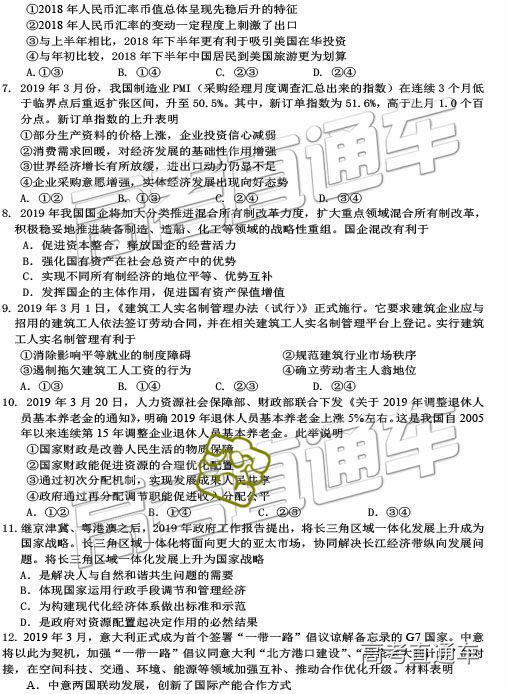 ①2018 年人民币汇率币值总体呈现先稳后升的特征
②2018 年人民币汇率的变动一定程度上刺激了出口
③与上半年相比，2018 年下半年更有利于吸引美国在华投资
④与年初比较，2018 年下半年中国居民到美国旅游更为划算
A. ①③ B. ①④ C. ②③ D. ②④
7. 2019 年 3 月份，我国制造业 PMI（采购经理月度调查汇总出来的指数）在连续 3 个月低
于临界点后重返扩张区间，升至 50.5%。其中，新订单指数为 51.6%，高于上月 1.0 个百
分点。新订单指数的上升表明
①部分生产资料的价格上涨，企业投资信心减弱
②消费需求回暖，对经济发展的基础性作用增强
③世界经济增长有所放缓，进出口动力仍显不足
④企业采购意愿增强，实体经济发展出现向好态势
A. ①② B. ①③ C. ②④ D. ③④
8. 2019 年我国国企将加大分类推进混合所有制改革力度，扩大重点领域混合所有制改革，
积极稳妥地推进装备制造、造船、化工等领域的战略性重组。国企混改有利于
A. 促进资本整合，释放国企的经营活力
B. 强化国有资产在社会总资产中的优势
C. 实现不同所有制经济的地位平等、优势互补
D. 发挥国企的主体作用，促进国有资产保值增值
9. 2019 年 3 月 1 日，《建筑工人实名制管理办法（试行）》正式施行。它要求建筑企业应与
招用的建筑工人依法签订劳动合同，并在相关建筑工人实名制管理平台上登记。实行建筑
工人实名制管理有利于
①消除影响平等就业的制度障碍 ②规范建筑行业市场秩序
③遏制拖欠建筑工人工资的行为 ④确立劳动者主人翁地位
A. ①③ B. ①④ C. ②③ D. ②④
10. 2019 年 3 月 20 日，人力资源社会保障部、财政部联合下发《关于 2019 年调整退休人
员基本养老金的通知》，明确 2019 年退休人员基本养老金上涨 5%左右。这是我国自 2005
年以来连续第 15 年调整企业退休人员基本养老金。此举说明
①国家财政是改善人民生活的物质保障
②国家财政能促进资源的合理优化配置
③通过初次分配机制，实现发展成果人民共享
④政府通过再分配调节职能促进收入分配公平
A. ①② B. ①④ C. ②③ D. ③④
11. 继京津冀、粤港澳之后，2019 年政府工作报告提出，将长三角区域一体化发展上升成为
国家战略。长三角区域一体化将面向更大的亚太市场，协同解决长江经济带纵向发展问
题。将长三角区域一体化发展上升为国家战略
A. 是解决人与自然和谐共生问题的需要
B. 体现国家运用行政手段调节和管理经济
C. 为构建现代化经济体系做出标准和示范
D. 是政府对资源配置起决定作用的必然结果
12. 2019 年 3 月，意大利正式成为首个签署“一带一路”倡议谅解备忘录的 G7 国家。中意
将以此为契机，加强“一带一路”倡议同意大利“北方港口建设”、
接，在空间科技、交通、环境、能源等领域加强互补、推动合作优化升级。材料表明
A. 中意两国联动发展，创新了国际产能合作方式
高考直通车
高考直通车
高考直通车